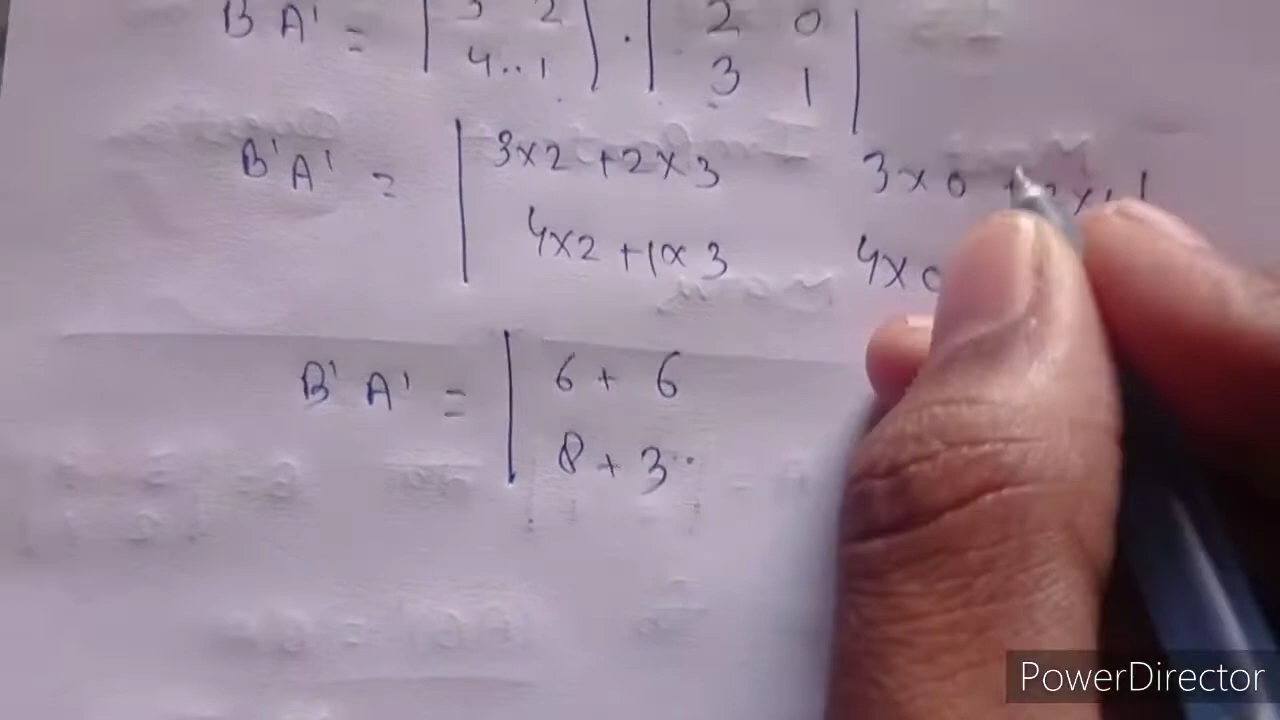 B A' = | 3 2 | . | 2 0 |
4..1 3 1
B'A' = | 3x2 +2x3 3x0 +2x1
4x2 +1x3 4x0
B' A' = | 6 + 6
8 + 3.
PowerDirector